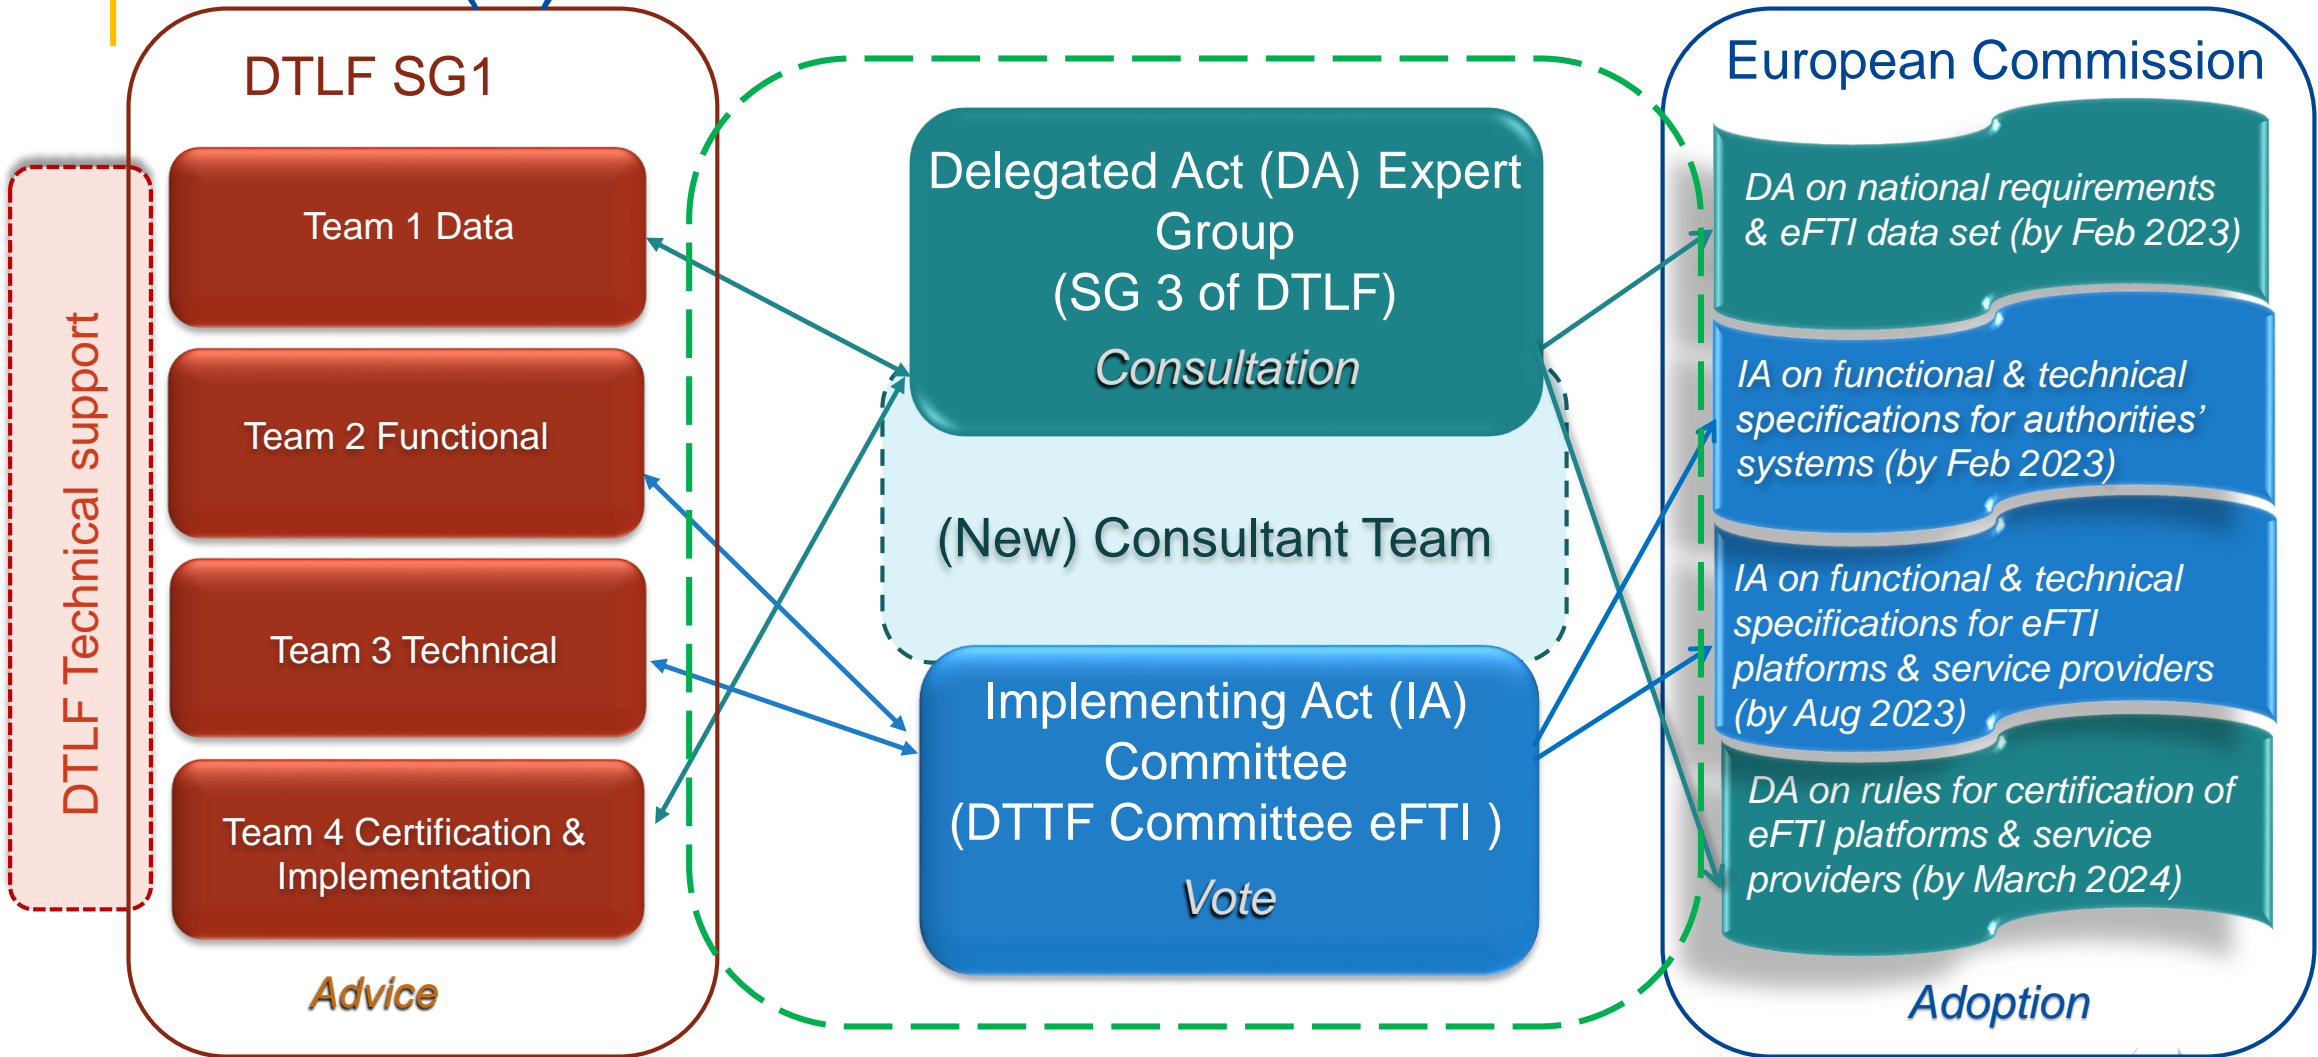 DTLF SG1
DTLF Technical support
Team 1 Data
Team 2 Functional
Team 3 Technical
Team 4 Certification &
Implementation
Advice
Delegated Act (DA) Expert
Group
(SG 3 of DTLF)
Consultation
(New) Consultant Team
Implementing Act (IA)
Committee
(DTTF Committee eFTI )
Vote
European Commission
DA on national requirements
& eFTI data set (by Feb 2023)
IA on functional & technical
specifications for authorities’
systems (by Feb 2023)
IA on functional & technical
specifications for eFTI
platforms & service providers
(by Aug 2023)
DA on rules for certification of
eFTI platforms & service
providers (by March 2024)
Adoption